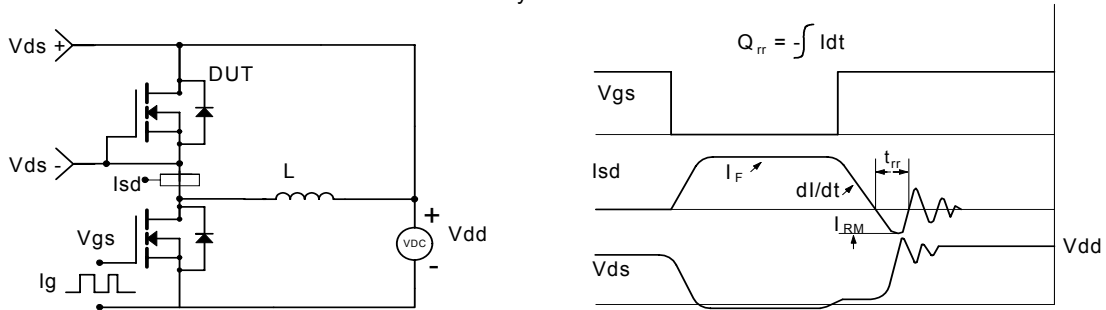 Vds +
DUT
Vds -
Isd
L
Vgs
Ig
+
VDC
-
Vdd
Q rr = -∫ Idt
Vgs
Isd
I F
dI/dt
t rr
I RM
Vds
Vdd